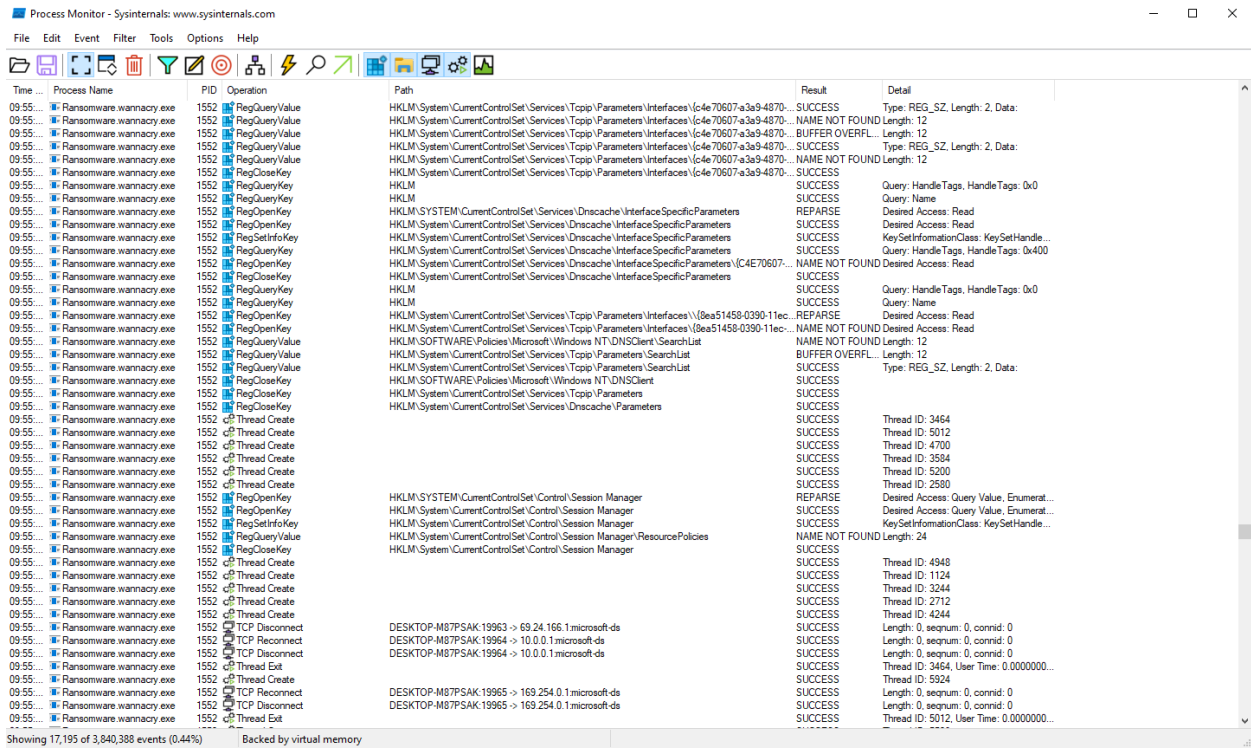 Process Monitor - Sysinternals: www.sysinternals.com
File Edit Event Filter Tools Options Help
Time ... Process Name PID Operation Path Result Detail
09:55:... Ransomware.wannacry.exe 1552 RegQueryValue HKLM\System\CurrentControlSet\Services\Tcpip\Parameters\Interfaces\{c4e70607-a3a9-4870-... SUCCESS Type: REG_SZ, Length: 2, Data:
09:55:... Ransomware.wannacry.exe 1552 RegQueryValue HKLM\System\CurrentControlSet\Services\Tcpip\Parameters\Interfaces\{c4e70607-a3a9-4870-... NAME NOT FOUND Length: 12
09:55:... Ransomware.wannacry.exe 1552 RegQueryValue HKLM\System\CurrentControlSet\Services\Tcpip\Parameters\Interfaces\{c4e70607-a3a9-4870-... BUFFER OVERFL... Length: 12
09:55:... Ransomware.wannacry.exe 1552 RegQueryValue HKLM\System\CurrentControlSet\Services\Tcpip\Parameters\Interfaces\{c4e70607-a3a9-4870-... SUCCESS Type: REG_SZ, Length: 2, Data:
09:55:... Ransomware.wannacry.exe 1552 RegQueryValue HKLM\System\CurrentControlSet\Services\Tcpip\Parameters\Interfaces\{c4e70607-a3a9-4870-... NAME NOT FOUND Length: 12
09:55:... Ransomware.wannacry.exe 1552 RegCloseKey HKLM\System\CurrentControlSet\Services\Tcpip\Parameters\Interfaces\{c4e70607-a3a9-4870-... SUCCESS
09:55:... Ransomware.wannacry.exe 1552 RegQueryKey HKLM SUCCESS Query: HandleTags, HandleTags: 0x0
09:55:... Ransomware.wannacry.exe 1552 RegQueryKey HKLM SUCCESS Query: Name
09:55:... Ransomware.wannacry.exe 1552 RegOpenKey HKLM\SYSTEM\CurrentControlSet\Services\Dnscache\InterfaceSpecificParameters REPARSE Desired Access: Read
09:55:... Ransomware.wannacry.exe 1552 RegOpenKey HKLM\System\CurrentControlSet\Services\Dnscache\InterfaceSpecificParameters SUCCESS Desired Access: Read
09:55:... Ransomware.wannacry.exe 1552 RegSetInfoKey HKLM\System\CurrentControlSet\Services\Dnscache\InterfaceSpecificParameters SUCCESS KeySetInformationClass: KeySetHandle...
09:55:... Ransomware.wannacry.exe 1552 RegQueryKey HKLM\System\CurrentControlSet\Services\Dnscache\InterfaceSpecificParameters SUCCESS Query: HandleTags, HandleTags: 0x400
09:55:... Ransomware.wannacry.exe 1552 RegOpenKey HKLM\System\CurrentControlSet\Services\Dnscache\InterfaceSpecificParameters\{C4E70607-... NAME NOT FOUND Desired Access: Read
09:55:... Ransomware.wannacry.exe 1552 RegCloseKey HKLM\System\CurrentControlSet\Services\Dnscache\InterfaceSpecificParameters SUCCESS
09:55:... Ransomware.wannacry.exe 1552 RegQueryKey HKLM SUCCESS Query: HandleTags, HandleTags: 0x0
09:55:... Ransomware.wannacry.exe 1552 RegQueryKey HKLM SUCCESS Query: Name
09:55:... Ransomware.wannacry.exe 1552 RegOpenKey HKLM\System\CurrentControlSet\Services\Tcpip\Parameters\Interfaces\\{8ea51458-0390-11ec... REPARSE Desired Access: Read
09:55:... Ransomware.wannacry.exe 1552 RegOpenKey HKLM\System\CurrentControlSet\Services\Tcpip\Parameters\Interfaces\{8ea51458-0390-11ec-... NAME NOT FOUND Desired Access: Read
09:55:... Ransomware.wannacry.exe 1552 RegQueryValue HKLM\SOFTWARE\Policies\Microsoft\Windows NT\DNSClient\SearchList NAME NOT FOUND Length: 12
09:55:... Ransomware.wannacry.exe 1552 RegQueryValue HKLM\System\CurrentControlSet\Services\Tcpip\Parameters\SearchList BUFFER OVERFL... Length: 12
09:55:... Ransomware.wannacry.exe 1552 RegQueryValue HKLM\System\CurrentControlSet\Services\Tcpip\Parameters\SearchList SUCCESS Type: REG_SZ, Length: 2, Data:
09:55:... Ransomware.wannacry.exe 1552 RegCloseKey HKLM\SOFTWARE\Policies\Microsoft\Windows NT\DNSClient SUCCESS
09:55:... Ransomware.wannacry.exe 1552 RegCloseKey HKLM\System\CurrentControlSet\Services\Tcpip\Parameters SUCCESS
09:55:... Ransomware.wannacry.exe 1552 RegCloseKey HKLM\System\CurrentControlSet\Services\Dnscache\Parameters SUCCESS
09:55:... Ransomware.wannacry.exe 1552 Thread Create SUCCESS Thread ID: 3464
09:55:... Ransomware.wannacry.exe 1552 Thread Create SUCCESS Thread ID: 5012
09:55:... Ransomware.wannacry.exe 1552 Thread Create SUCCESS Thread ID: 4700
09:55:... Ransomware.wannacry.exe 1552 Thread Create SUCCESS Thread ID: 3584
09:55:... Ransomware.wannacry.exe 1552 Thread Create SUCCESS Thread ID: 5200
09:55:... Ransomware.wannacry.exe 1552 Thread Create SUCCESS Thread ID: 2580
09:55:... Ransomware.wannacry.exe 1552 RegOpenKey HKLM\SYSTEM\CurrentControlSet\Control\Session Manager REPARSE Desired Access: Query Value, Enumerat...
09:55:... Ransomware.wannacry.exe 1552 RegOpenKey HKLM\System\CurrentControlSet\Control\Session Manager SUCCESS Desired Access: Query Value, Enumerat...
09:55:... Ransomware.wannacry.exe 1552 RegSetInfoKey HKLM\System\CurrentControlSet\Control\Session Manager SUCCESS KeySetInformationClass: KeySetHandle...
09:55:... Ransomware.wannacry.exe 1552 RegQueryValue HKLM\System\CurrentControlSet\Control\Session Manager\ResourcePolicies NAME NOT FOUND Length: 24
09:55:... Ransomware.wannacry.exe 1552 RegCloseKey HKLM\System\CurrentControlSet\Control\Session Manager SUCCESS
09:55:... Ransomware.wannacry.exe 1552 Thread Create SUCCESS Thread ID: 4948
09:55:... Ransomware.wannacry.exe 1552 Thread Create SUCCESS Thread ID: 1124
09:55:... Ransomware.wannacry.exe 1552 Thread Create SUCCESS Thread ID: 3244
09:55:... Ransomware.wannacry.exe 1552 Thread Create SUCCESS Thread ID: 2712
09:55:... Ransomware.wannacry.exe 1552 Thread Create SUCCESS Thread ID: 4244
09:55:... Ransomware.wannacry.exe 1552 TCP Disconnect DESKTOP-M87PSAK:19963 -> 69.24.166.1:microsoft-ds SUCCESS Length: 0, seqnum: 0, connid: 0
09:55:... Ransomware.wannacry.exe 1552 TCP Reconnect DESKTOP-M87PSAK:19964 -> 10.0.0.1:microsoft-ds SUCCESS Length: 0, seqnum: 0, connid: 0
09:55:... Ransomware.wannacry.exe 1552 TCP Disconnect DESKTOP-M87PSAK:19964 -> 10.0.0.1:microsoft-ds SUCCESS Length: 0, seqnum: 0, connid: 0
09:55:... Ransomware.wannacry.exe 1552 Thread Exit SUCCESS Thread ID: 3464, User Time: 0.0000000...
09:55:... Ransomware.wannacry.exe 1552 Thread Create SUCCESS Thread ID: 5924
09:55:... Ransomware.wannacry.exe 1552 TCP Reconnect DESKTOP-M87PSAK:19965 -> 169.254.0.1:microsoft-ds SUCCESS Length: 0, seqnum: 0, connid: 0
09:55:... Ransomware.wannacry.exe 1552 TCP Disconnect DESKTOP-M87PSAK:19965 -> 169.254.0.1:microsoft-ds SUCCESS Length: 0, seqnum: 0, connid: 0
09:55:... Ransomware.wannacry.exe 1552 Thread Exit SUCCESS Thread ID: 5012, User Time: 0.0000000...
Showing 17,195 of 3,840,388 events (0.44%) Backed by virtual memory